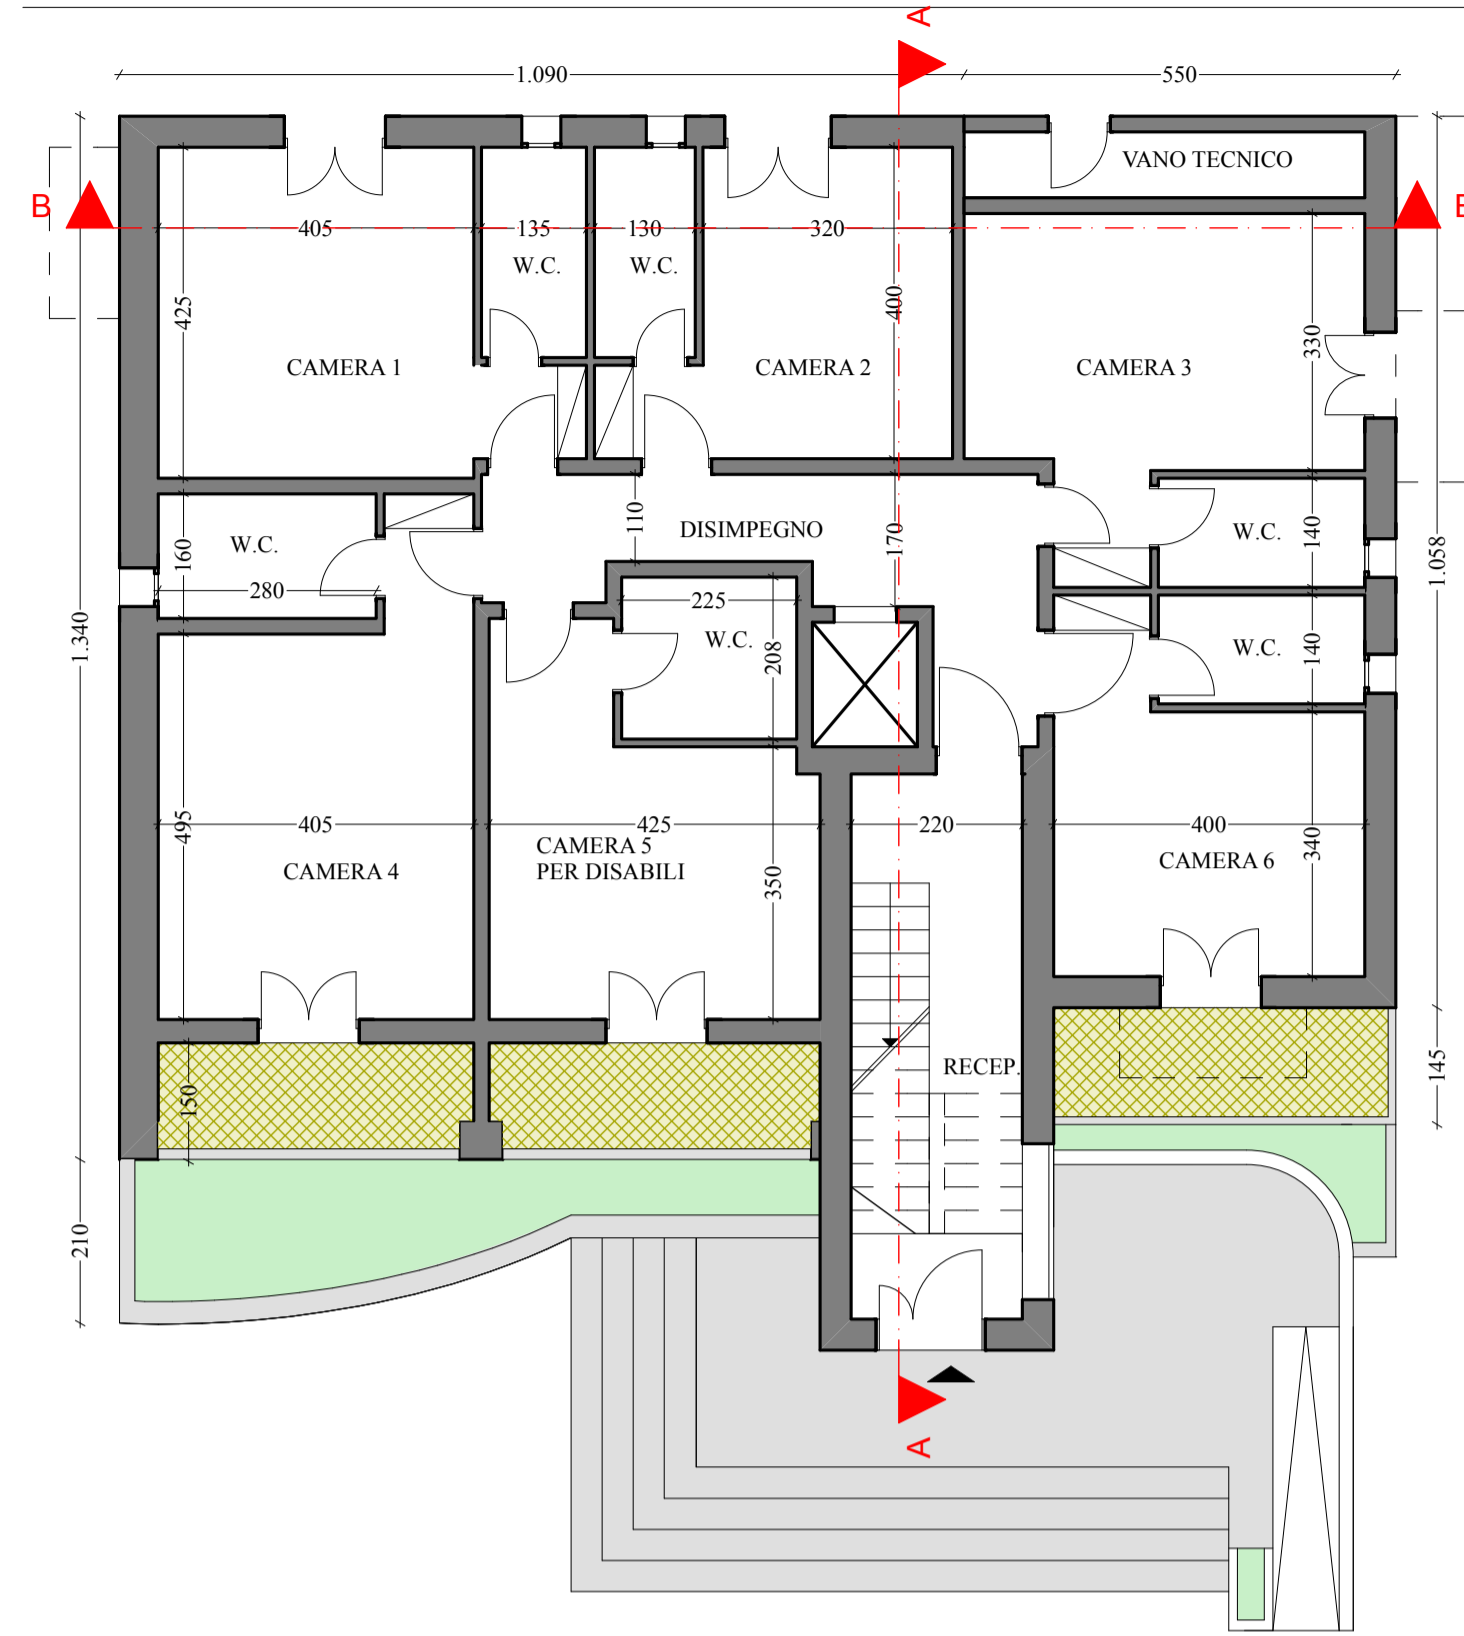 A
1.090
550
VANO TECNICO
B
405
135
130
320
B
W.C.
W.C.
425
400
330
CAMERA 1
CAMERA 2
CAMERA 3
110
DISIMPEGNO
170
W.C.
140
W.C.
160
280
1.058
225
W.C.
208
W.C.
140
1.340
495
405
425
220
400
340
CAMERA 5
PER DISABILI
CAMERA 4
350
CAMERA 6
RECEP.
145
150
210
A